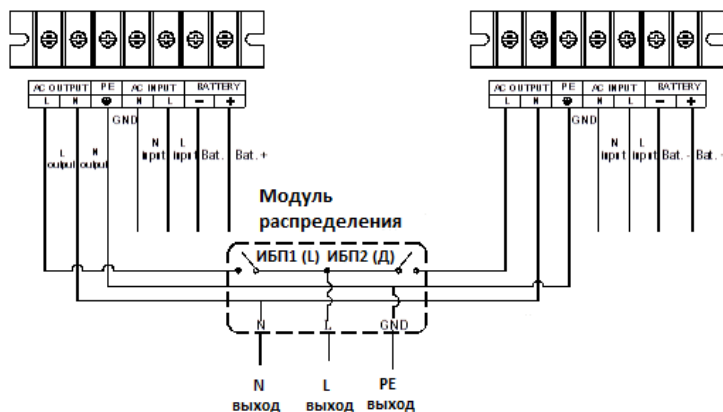 AC OUTPUT PE AC INPUT BATTERY
L N N L - +
GND
L output
N output
N input
L input
Bat. -
Bat. +
AC OUTPUT PE AC INPUT BATTERY
L N N L - +
GND
N input
L input
Bat. -
Bat.
Модуль
распределения
ИБП1 (L) ИБП2 (Д)
N L GND
N L PE
выход выход выход